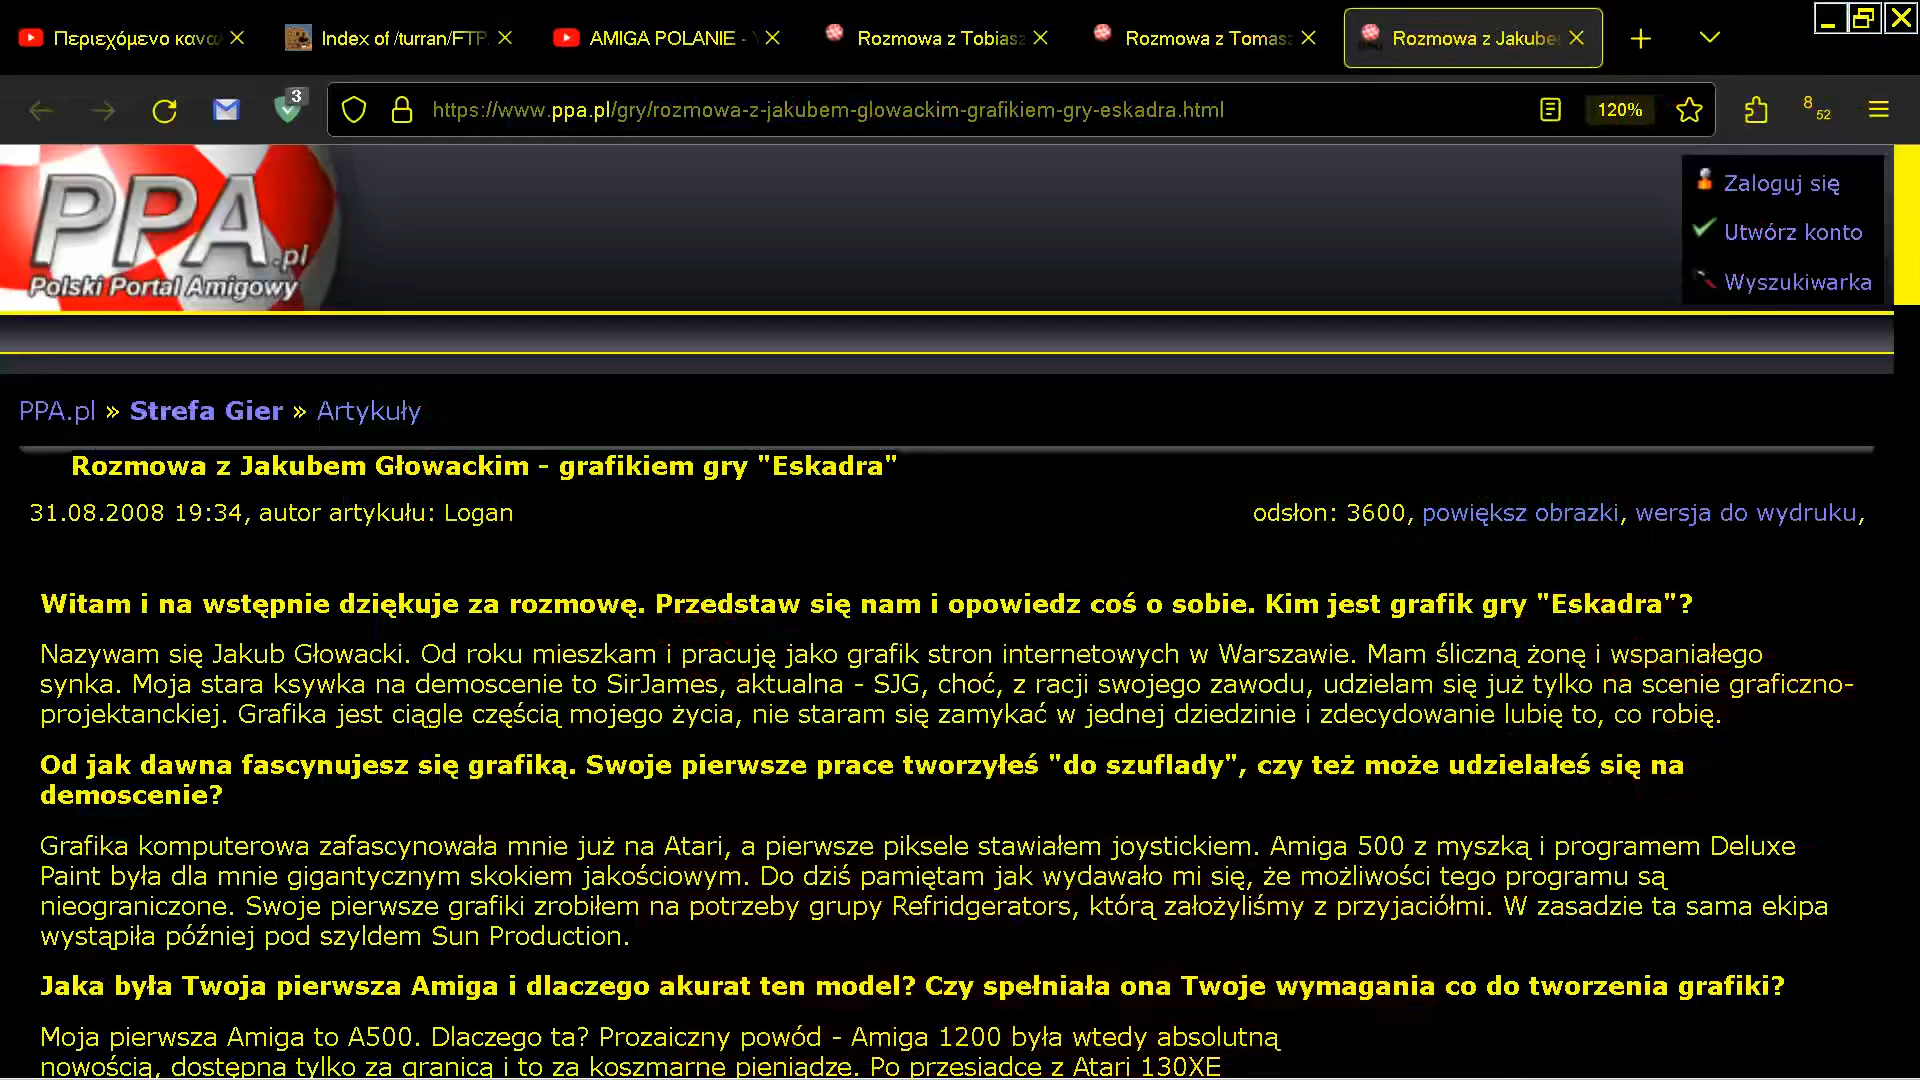 Περιεχόμενο κανα
Index of /turran/FTP
AMIGA POLANIE -
Rozmowa z Tobiasz
Rozmowa z Tomasz
Rozmowa z Jakube
3
https://www.ppa.pl/gry/rozmowa-z-jakubem-glowackim-grafikiem-gry-eskadra.html
120%
8 52
PPA.pl
Polski Portal Amigowy
Zaloguj się
Utwórz konto
Wyszukiwarka
PPA.pl » Strefa Gier » Artykuły
Rozmowa z Jakubem Głowackim - grafikiem gry "Eskadra"
31.08.2008 19:34, autor artykułu: Logan
odsłon: 3600, powiększ obrazki, wersja do wydruku,
Witam i na wstępnie dziękuje za rozmowę. Przedstaw się nam i opowiedz coś o sobie. Kim jest grafik gry "Eskadra"?
Nazywam się Jakub Głowacki. Od roku mieszkam i pracuję jako grafik stron internetowych w Warszawie. Mam śliczną żonę i wspaniałego
synka. Moja stara ksywka na demoscenie to SirJames, aktualna - SJG, choć, z racji swojego zawodu, udzielam się już tylko na scenie graficzno-
projektanckiej. Grafika jest ciągle częścią mojego życia, nie staram się zamykać w jednej dziedzinie i zdecydowanie lubię to, co robię.
Od jak dawna fascynujesz się grafiką. Swoje pierwsze prace tworzyłeś "do szuflady", czy też może udzielałeś się na
demoscenie?
Grafika komputerowa zafascynowała mnie już na Atari, a pierwsze piksele stawiałem joystickiem. Amiga 500 z myszką i programem Deluxe
Paint była dla mnie gigantycznym skokiem jakościowym. Do dziś pamiętam jak wydawało mi się, że możliwości tego programu są
nieograniczone. Swoje pierwsze grafiki zrobiłem na potrzeby grupy Refridgerators, którą założyliśmy z przyjaciółmi. W zasadzie ta sama ekipa
wystąpiła później pod szyldem Sun Production.
Jaka była Twoja pierwsza Amiga i dlaczego akurat ten model? Czy spełniała ona Twoje wymagania co do tworzenia grafiki?
Moja pierwsza Amiga to A500. Dlaczego ta? Prozaiczny powód - Amiga 1200 była wtedy absolutną
nowością, dostępną tylko za granicą i to za koszmarne pieniądze. Po przesiadce z Atari 130XE